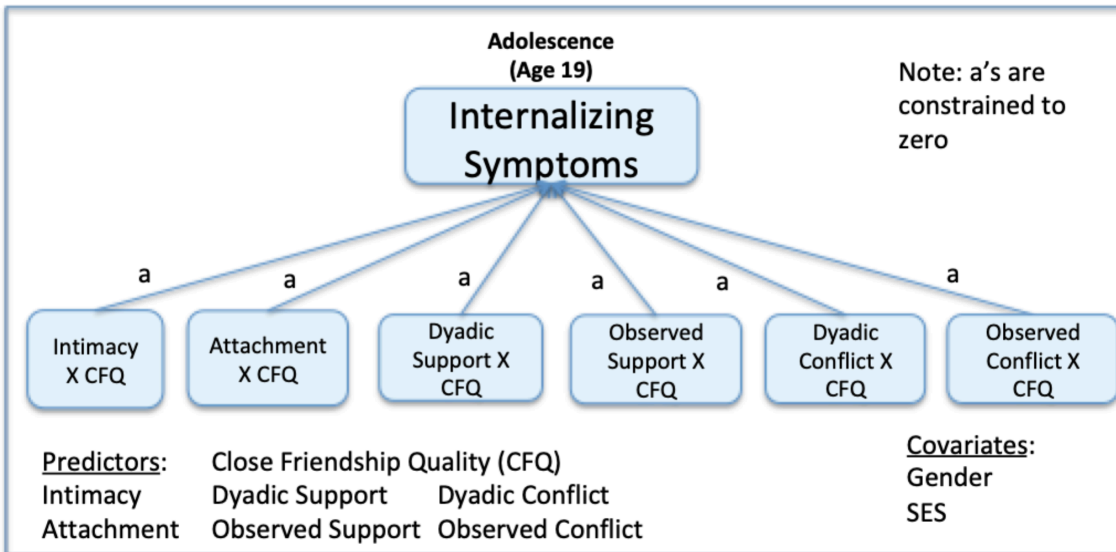 Adolescence
(Age 19)
Internalizing
Symptoms
Note: a's are
constrained to
zero
a a a a a a
Intimacy
X CFQ
Attachment
X CFQ
Dyadic
Support X
CFQ
Observed
Support X
CFQ
Dyadic
Conflict X
CFQ
Observed
Conflict X
CFQ
Predictors: Close Friendship Quality (CFQ)
Intimacy Dyadic Support Dyadic Conflict
Attachment Observed Support Observed Conflict
Covariates:
Gender
SES